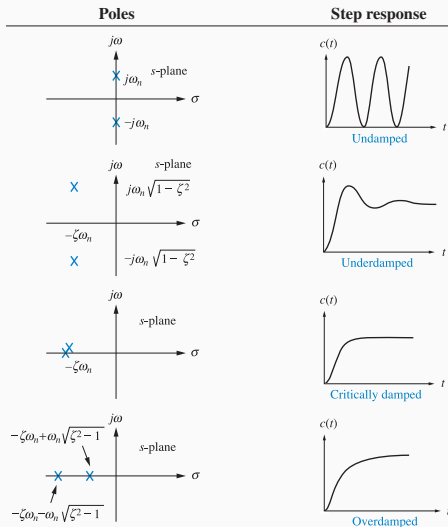 Poles Step response
jω c(t)
s-plane
jωₙ
σ
−jωₙ
t
Undamped
jω c(t)
s-plane
jωₙ√(1 − ζ²)
σ
−ζωₙ
−jωₙ√(1 − ζ²)
t
Underdamped
jω c(t)
s-plane
σ
−ζωₙ
t
Critically damped
jω c(t)
−ζωₙ+ωₙ√(ζ² − 1)
s-plane
σ
−ζωₙ−ωₙ√(ζ² − 1)
Overdamped